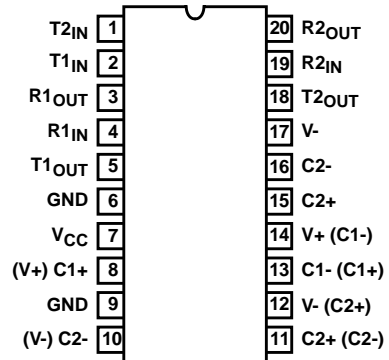 T2IN 1 20 R2OUT
T1IN 2 19 R2IN
R1OUT 3 18 T2OUT
R1IN 4 17 V-
T1OUT 5 16 C2-
GND 6 15 C2+
VCC 7 14 V+ (C1-)
(V+) C1+ 8 13 C1- (C1+)
GND 9 12 V- (C2+)
(V-) C2- 10 11 C2+ (C2-)